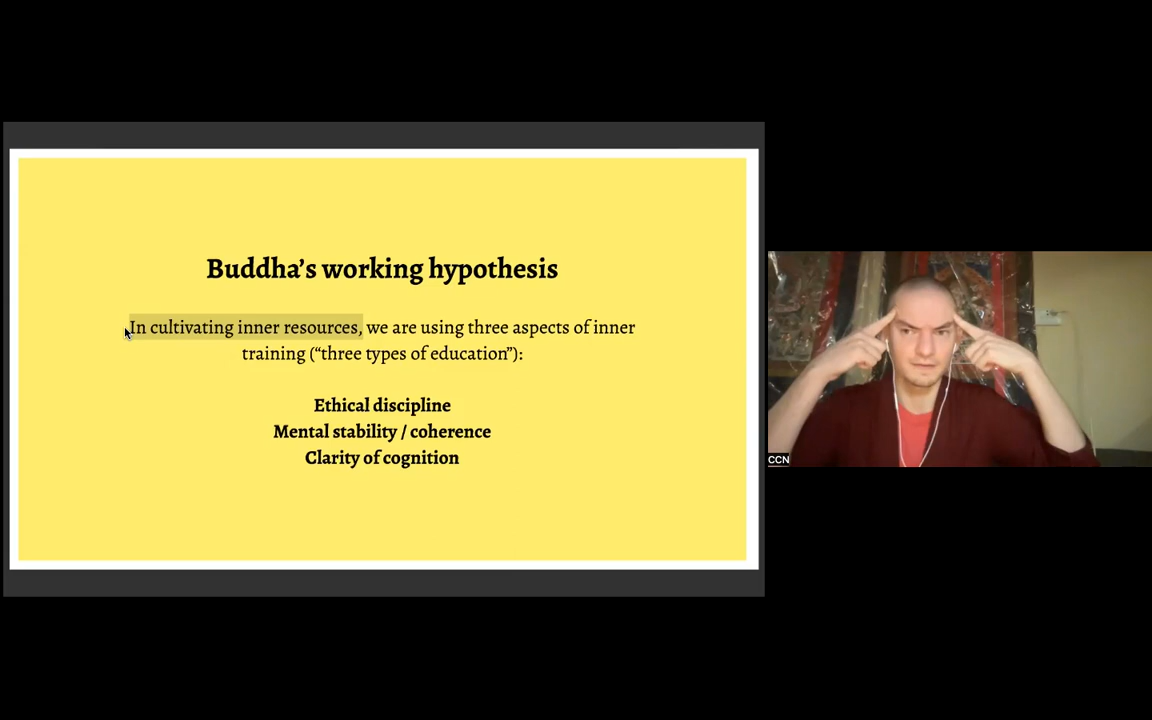 Buddha’s working hypothesis
In cultivating inner resources, we are using three aspects of inner
training (“three types of education”):
Ethical discipline
Mental stability / coherence
Clarity of cognition
CCN